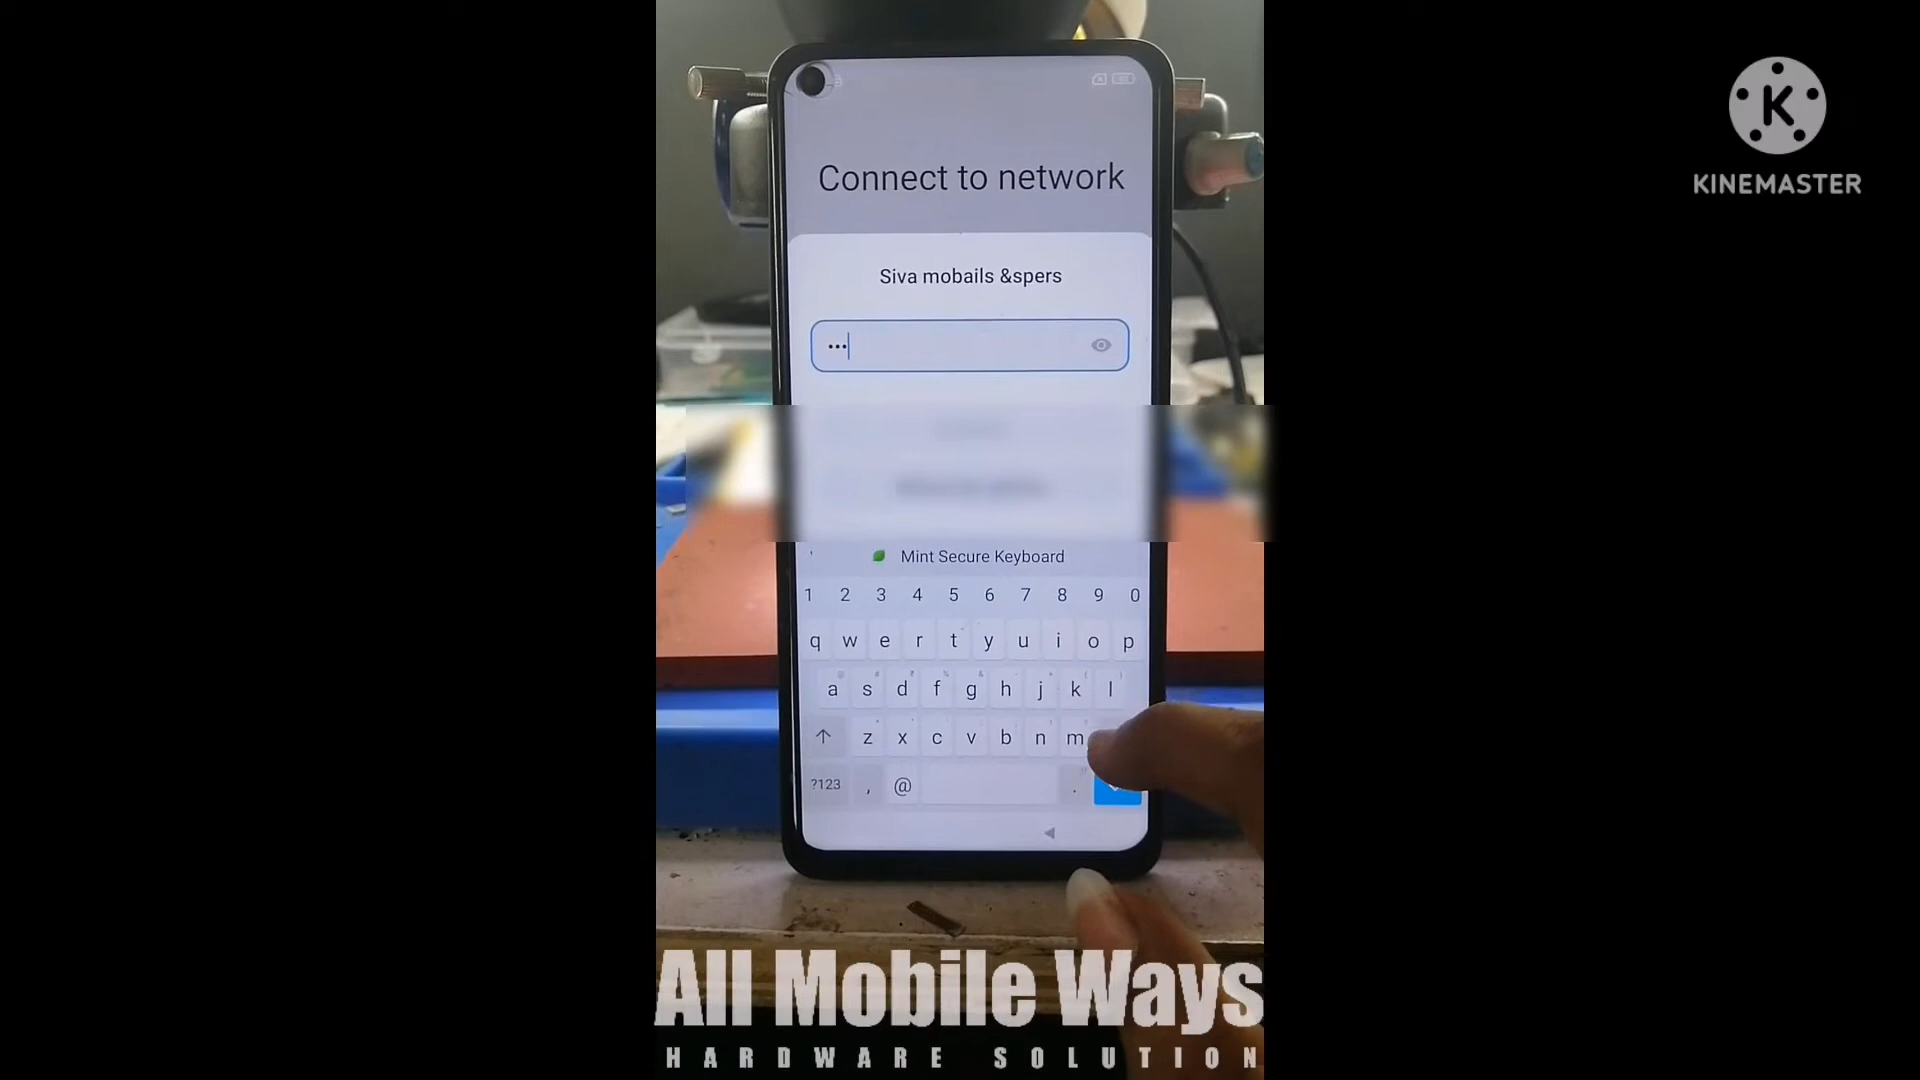 K
KINEMASTER
Connect to network
Siva mobails &spers
•••
Mint Secure Keyboard
1 2 3 4 5 6 7 8 9 0
q w e r t y u i o p
a s d f g h j k l
z x c v b n m
?123 , @ .
All Mobile Ways
HARDWARE SOLUTION